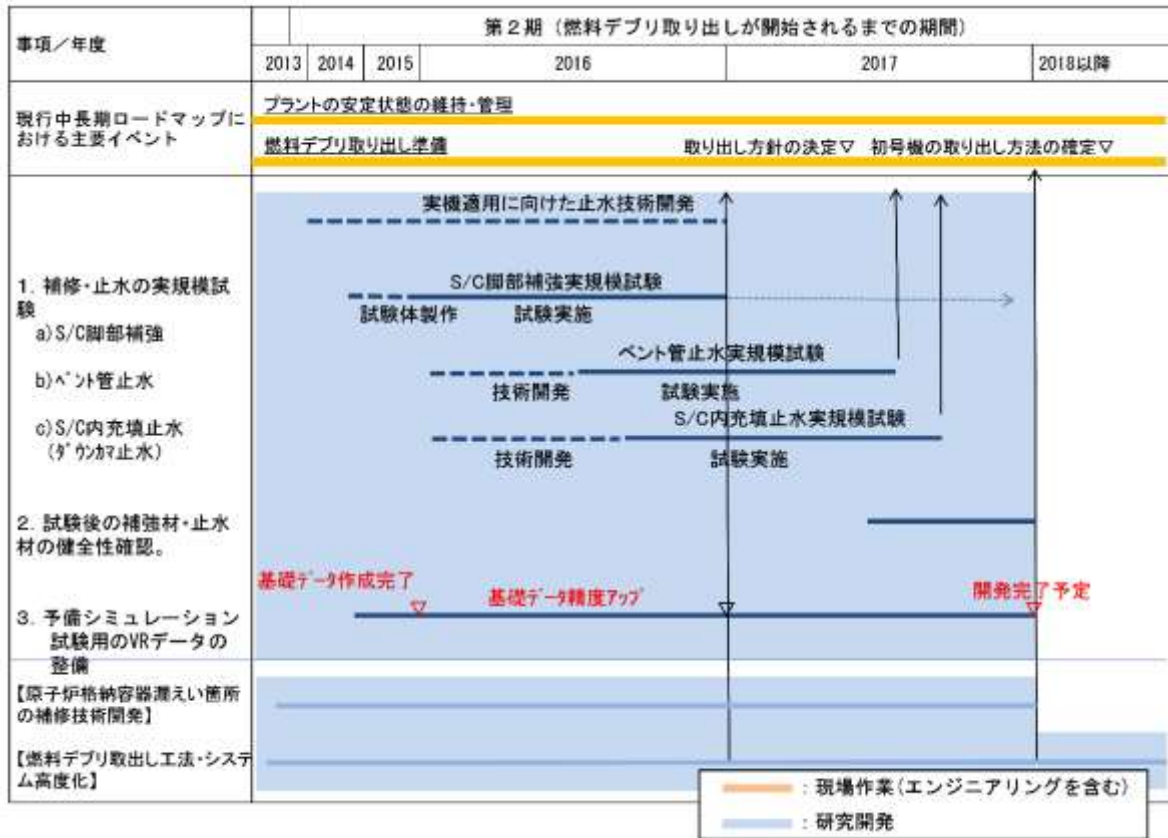 事項／年度
第２期（燃料デブリ取り出しが開始されるまでの期間）
2013 2014 2015 2016 2017 2018以降
現行中長期ロードマップに
おける主要イベント
プラントの安定状態の維持・管理
燃料デブリ取り出し準備
取り出し方針の決定▽ 初号機の取り出し方法の確定▽
実機適用に向けた止水技術開発
1. 補修・止水の実規模試
験
a)S/C脚部補強
S/C脚部補強実規模試験
試験体製作 試験実施
b)ﾍﾞﾝﾄ管止水
ベント管止水実規模試験
技術開発 試験実施
c)S/C内充填止水
(ﾀﾞｳﾝｶﾏ止水)
S/C内充填止水実規模試験
技術開発 試験実施
2. 試験後の補強材・止水
材の健全性確認。
3. 予備シミュレーション
試験用のVRデータの
整備
基礎ﾃﾞｰﾀ作成完了
▽
基礎ﾃﾞｰﾀ精度アップ
▽
開発完了予定
▽
【原子炉格納容器漏えい箇所
の補修技術開発】
【燃料デブリ取出し工法・システ
ム高度化】
：現場作業(エンジニアリングを含む)
：研究開発